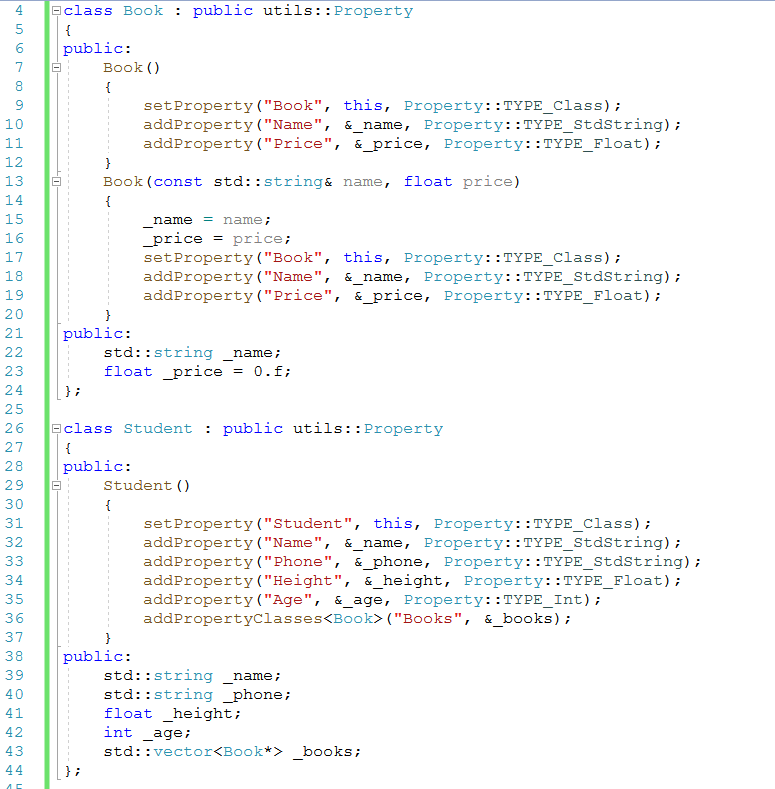 4 class Book : public utils::Property
5 {
6 public:
7     Book()
8     {
9         setProperty("Book", this, Property::TYPE_Class);
10         addProperty("Name", &_name, Property::TYPE_StdString);
11         addProperty("Price", &_price, Property::TYPE_Float);
12     }
13     Book(const std::string& name, float price)
14     {
15         _name = name;
16         _price = price;
17         setProperty("Book", this, Property::TYPE_Class);
18         addProperty("Name", &_name, Property::TYPE_StdString);
19         addProperty("Price", &_price, Property::TYPE_Float);
20     }
21 public:
22     std::string _name;
23     float _price = 0.f;
24 };
25
26 class Student : public utils::Property
27 {
28 public:
29     Student()
30     {
31         setProperty("Student", this, Property::TYPE_Class);
32         addProperty("Name", &_name, Property::TYPE_StdString);
33         addProperty("Phone", &_phone, Property::TYPE_StdString);
34         addProperty("Height", &_height, Property::TYPE_Float);
35         addProperty("Age", &_age, Property::TYPE_Int);
36         addPropertyClasses<Book>("Books", &_books);
37     }
38 public:
39     std::string _name;
40     std::string _phone;
41     float _height;
42     int _age;
43     std::vector<Book*> _books;
44 };